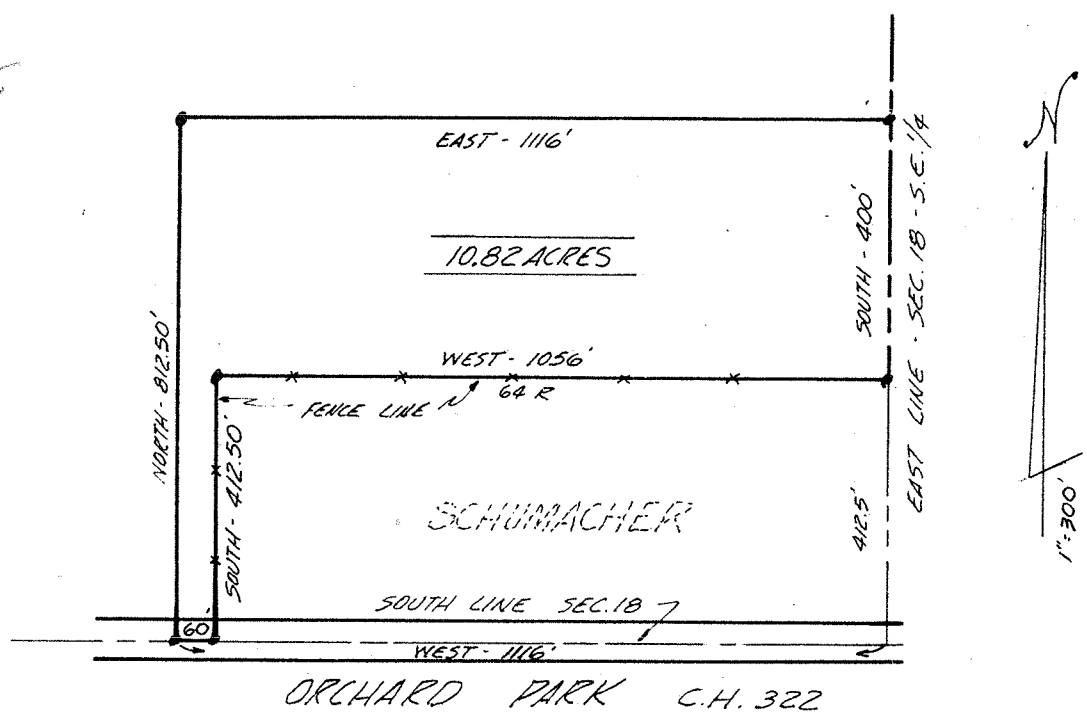 EAST - 1116'
10.82 ACRES
SOUTH - 400'
EAST LINE - SEC. 18 - S.E. 1/4
N
1"=300'
NORTH - 812.50'
WEST - 1056'
64 R
FENCE LINE
SOUTH - 412.50'
SCHUMACHER
412.5'
SOUTH LINE SEC. 18
60'
WEST - 1116'
ORCHARD PARK C.H. 322